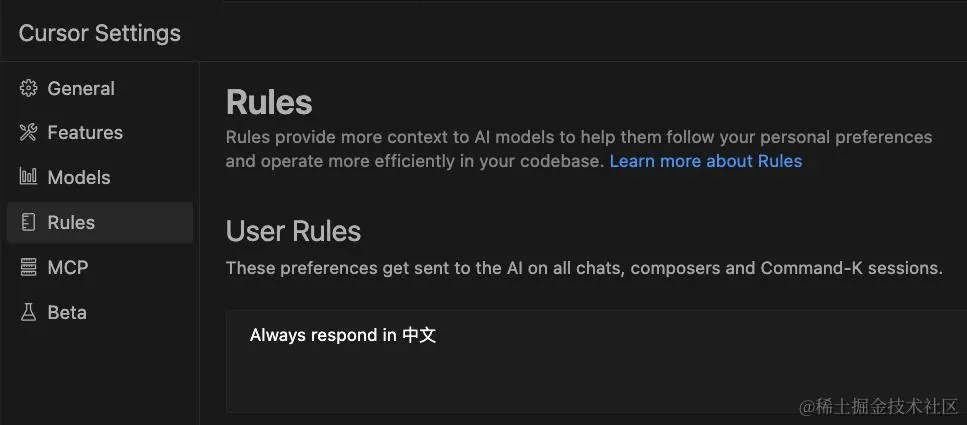 Cursor Settings
General
Features
Models
Rules
MCP
Beta
Rules
Rules provide more context to AI models to help them follow your personal preferences
and operate more efficiently in your codebase. Learn more about Rules
User Rules
These preferences get sent to the AI on all chats, composers and Command-K sessions.
Always respond in 中文
@稀土掘金技术社区